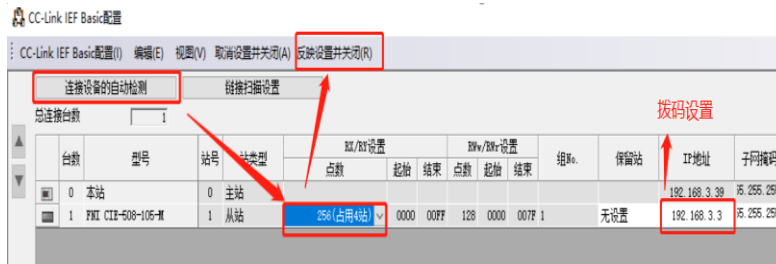 CC-Link IEF Basic配置
CC-Link IEF Basic配置(I) 编辑(E) 视图(V) 取消设置并关闭(A) 反映设置并关闭(R)
连接设备的自动检测 链接扫描设置
总连接台数 1
拨码设置
台数 型号 站号 站类型 RX/RY设置 RWw/RWr设置 组No. 保留站 IP地址 子网掩码
点数 起始 结束 点数 起始 结束
0 本站 0 主站 192.168.3.39 255.25
1 FNI CIE-508-105-M 1 从站 256(占用4站) 0000 00FF 128 0000 007F 1 无设置 192.168.3.3 255.25